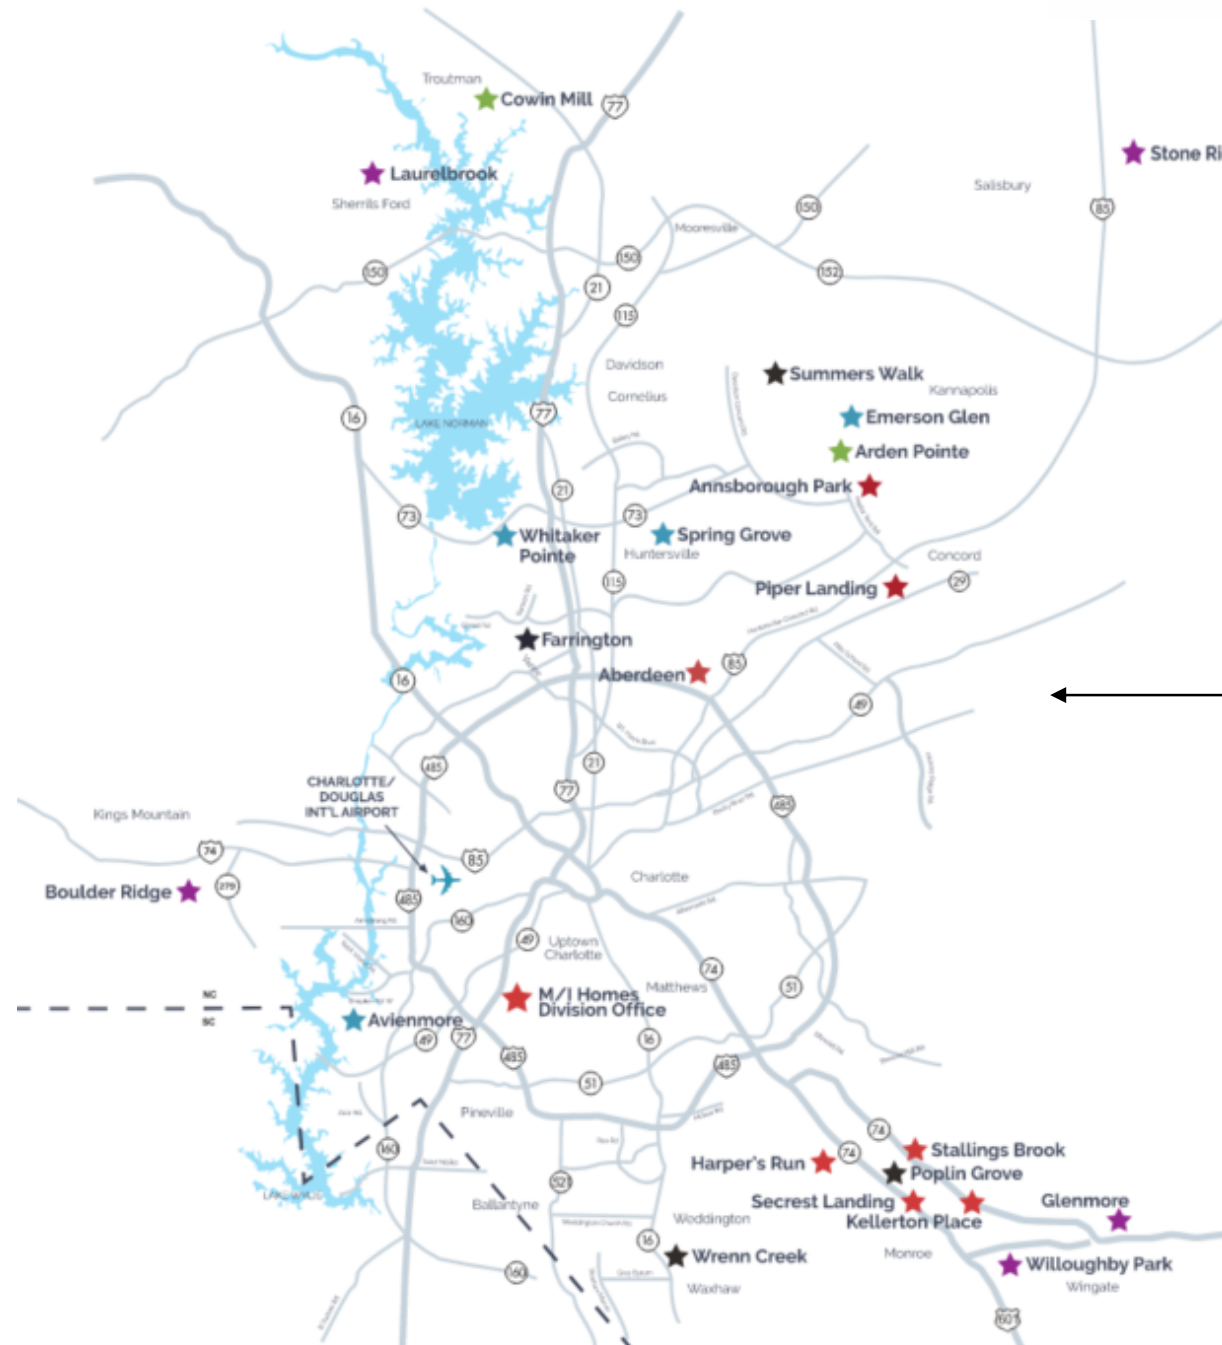 Troutman
Cowin Mill
77
Stone Ri
Laurelbrook
Salisbury
Sherrils Ford
150
85
Mooresville
150
150
152
21
115
Davidson
Summers Walk
Kannapolis
Cornelius
77
16
Emerson Glen
LAKE NORMAN
Arden Pointe
Annsborough Park
21
73
73
Whitaker
Pointe
Spring Grove
Huntersville
Concord
115
29
Piper Landing
Farrington
85
Aberdeen
16
49
21
485
CHARLOTTE/
DOUGLAS
INT'L AIRPORT
77
485
Kings Mountain
74
85
Charlotte
Boulder Ridge
279
485
160
49
Uptown
Charlotte
74
Matthews
51
NC
SC
M/I Homes
Division Office
Avienmore
49
77
16
485
485
51
Pineville
74
160
Stallings Brook
Harper's Run
74
Poplin Grove
521
Ballantyne
Secrest Landing
Glenmore
Kellerton Place
Weddington
16
Monroe
Wrenn Creek
Willoughby Park
160
Waxhaw
Wingate
601